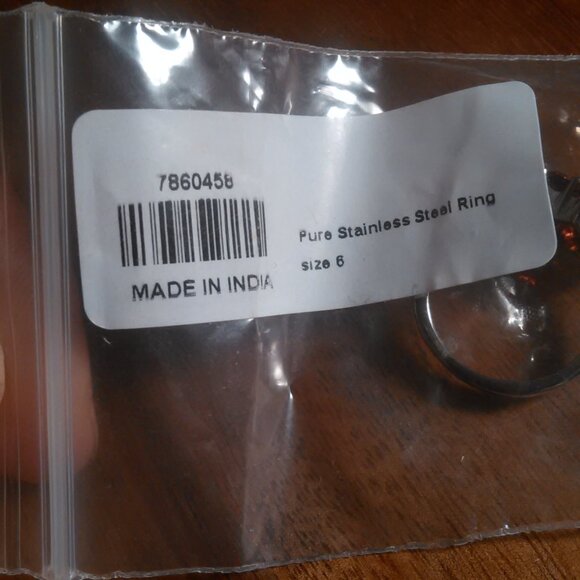 7860458
MADE IN INDIA
Pure Stainless Steel Ring
size 6